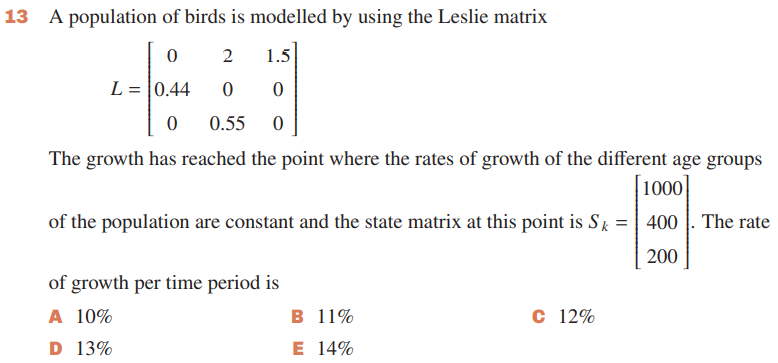 13 A population of birds is modelled by using the Leslie matrix
0 2 1.5
L = 0.44 0 0
0 0.55 0
The growth has reached the point where the rates of growth of the different age groups
1000
of the population are constant and the state matrix at this point is Sk = 400 . The rate
200
of growth per time period is
A 10% B 11% C 12%
D 13% E 14%